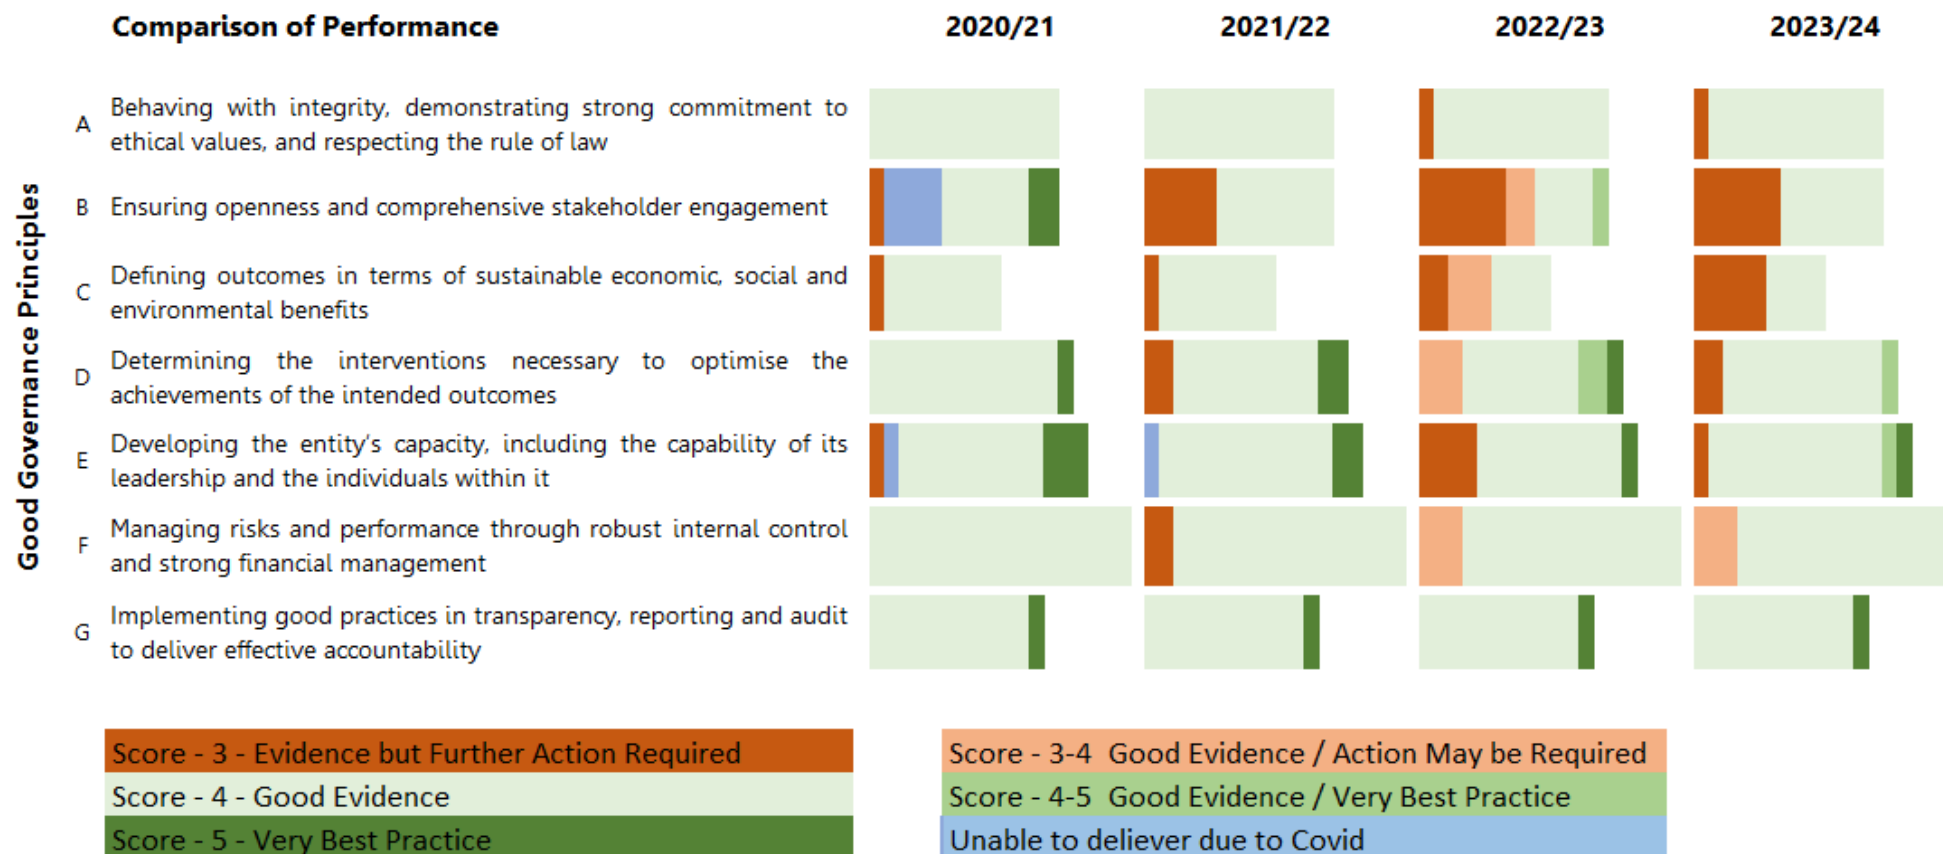 Comparison of Performance 2020/21 2021/22 2022/23 2023/24
Good Governance Principles
A Behaving with integrity, demonstrating strong commitment to
ethical values, and respecting the rule of law
B Ensuring openness and comprehensive stakeholder engagement
C Defining outcomes in terms of sustainable economic, social and
environmental benefits
D Determining the interventions necessary to optimise the
achievements of the intended outcomes
E Developing the entity’s capacity, including the capability of its
leadership and the individuals within it
F Managing risks and performance through robust internal control
and strong financial management
G Implementing good practices in transparency, reporting and audit
to deliver effective accountability
Score - 3 - Evidence but Further Action Required
Score - 4 - Good Evidence
Score - 5 - Very Best Practice
Score - 3-4 Good Evidence / Action May be Required
Score - 4-5 Good Evidence / Very Best Practice
Unable to deliever due to Covid